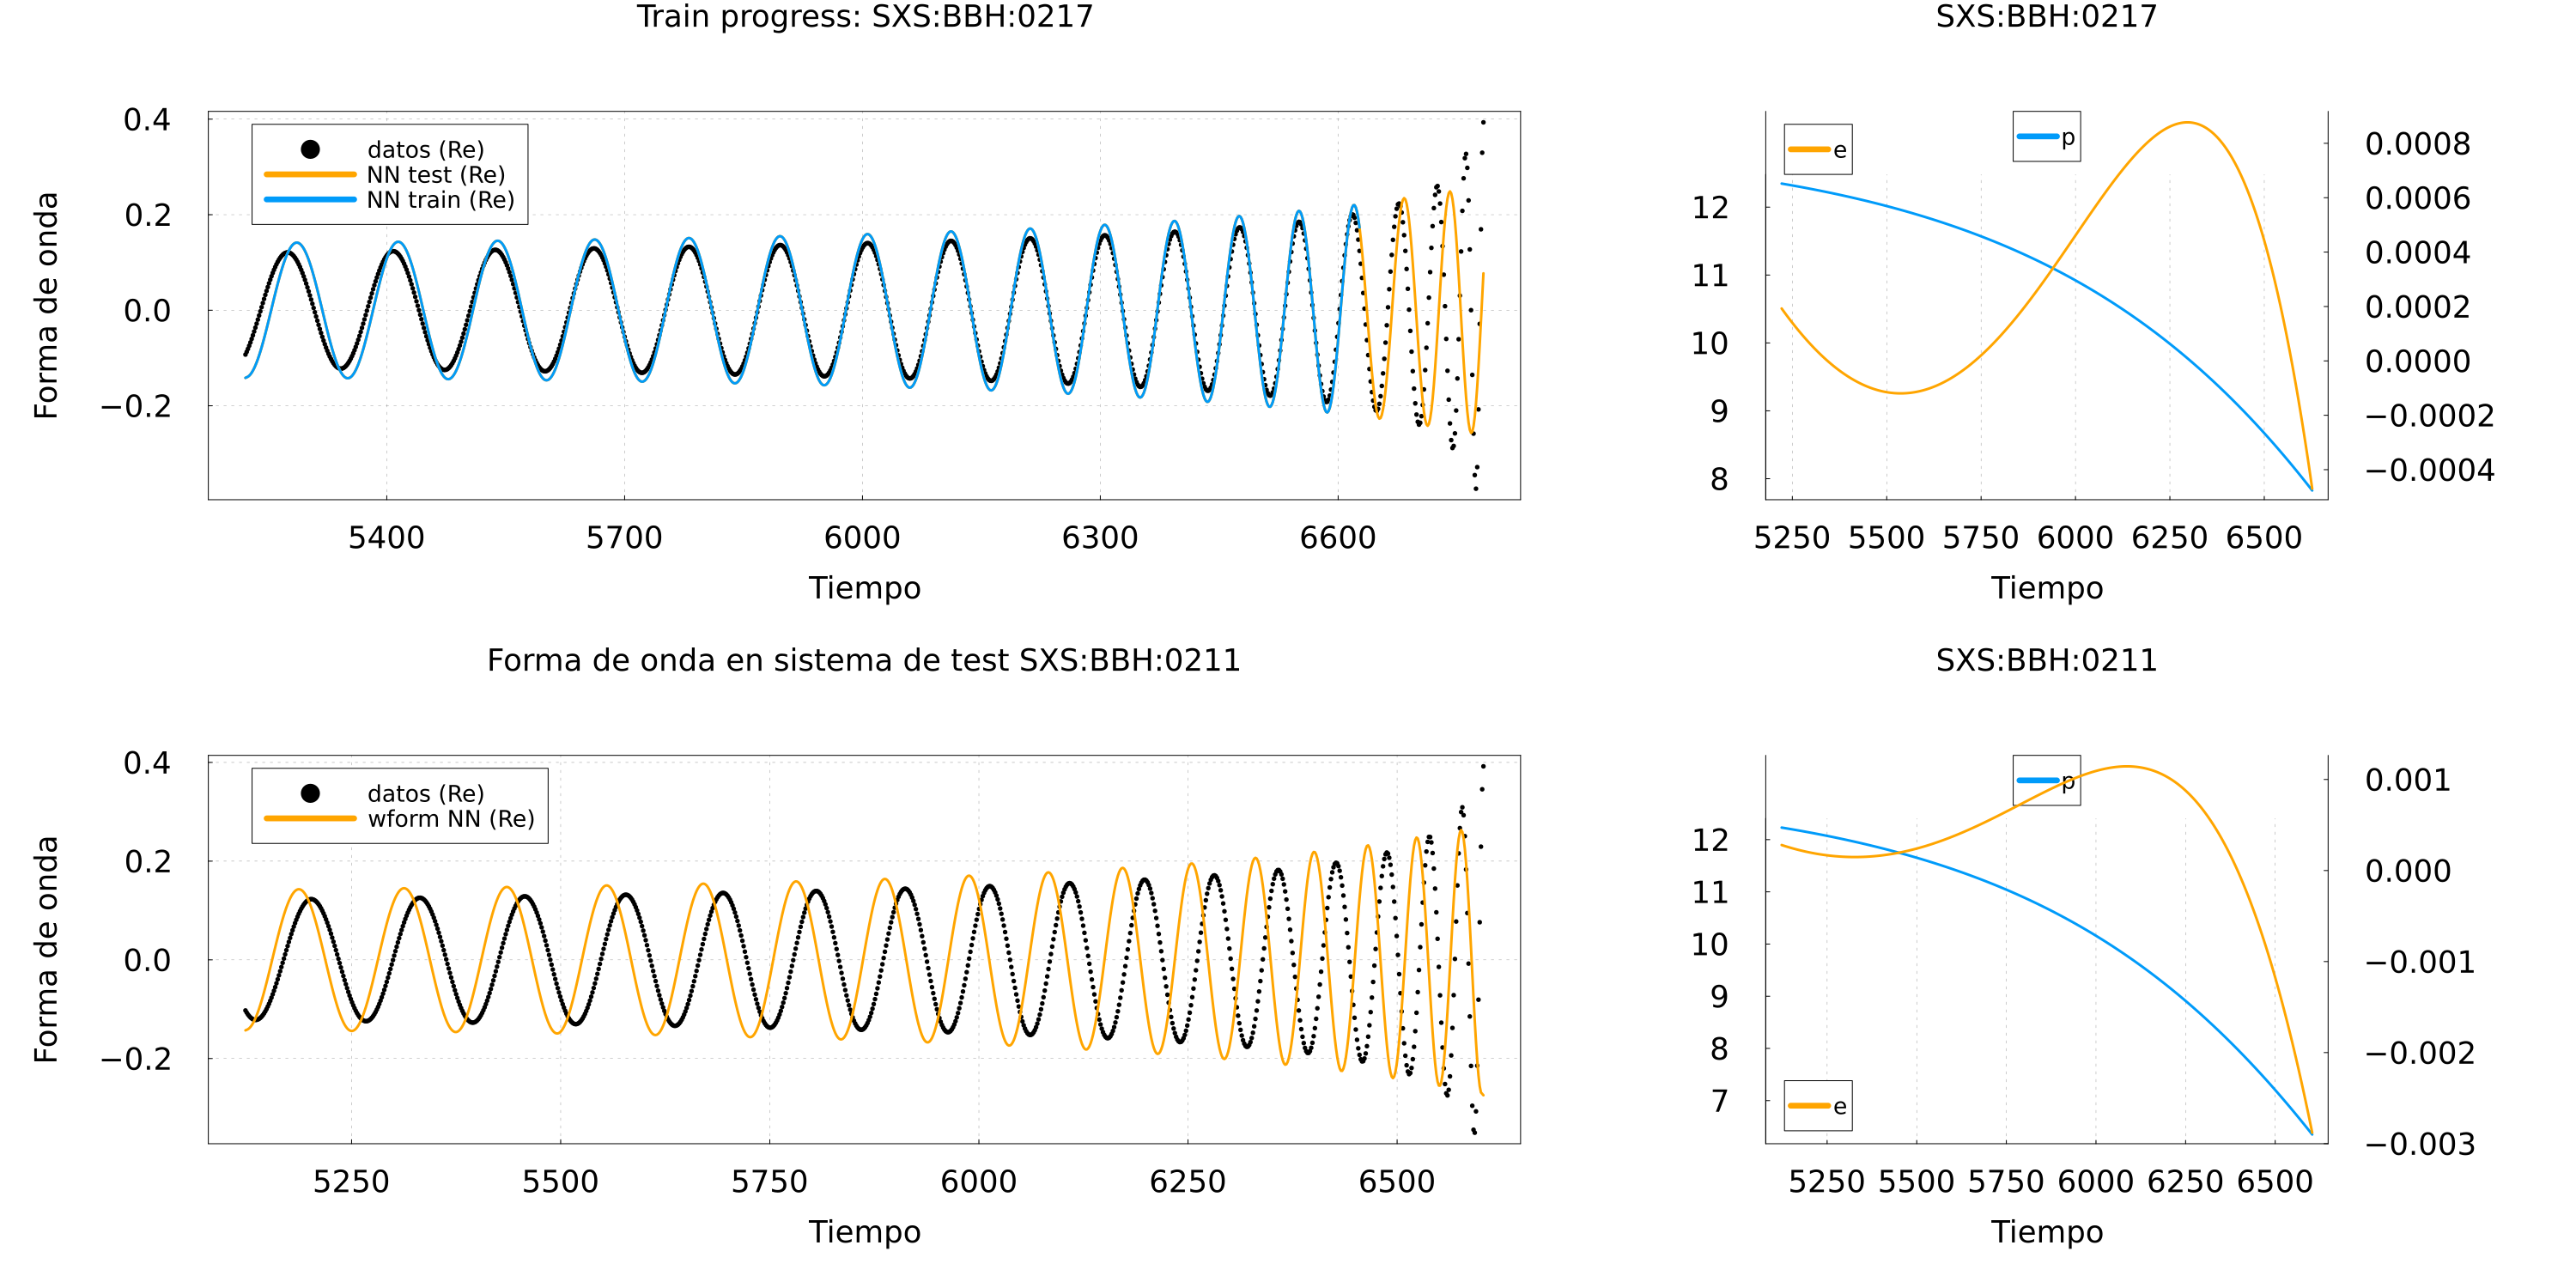 Train progress: SXS:BBH:0217
Forma de onda
0.4
0.2
0.0
−0.2
datos (Re)
NN test (Re)
NN train (Re)
5400 5700 6000 6300 6600
Tiempo
SXS:BBH:0217
e
p
12
11
10
9
8
0.0008
0.0006
0.0004
0.0002
0.0000
−0.0002
−0.0004
5250 5500 5750 6000 6250 6500
Tiempo
Forma de onda en sistema de test SXS:BBH:0211
Forma de onda
0.4
0.2
0.0
−0.2
datos (Re)
wform NN (Re)
5250 5500 5750 6000 6250 6500
Tiempo
SXS:BBH:0211
p
e
12
11
10
9
8
7
0.001
0.000
−0.001
−0.002
−0.003
5250 5500 5750 6000 6250 6500
Tiempo